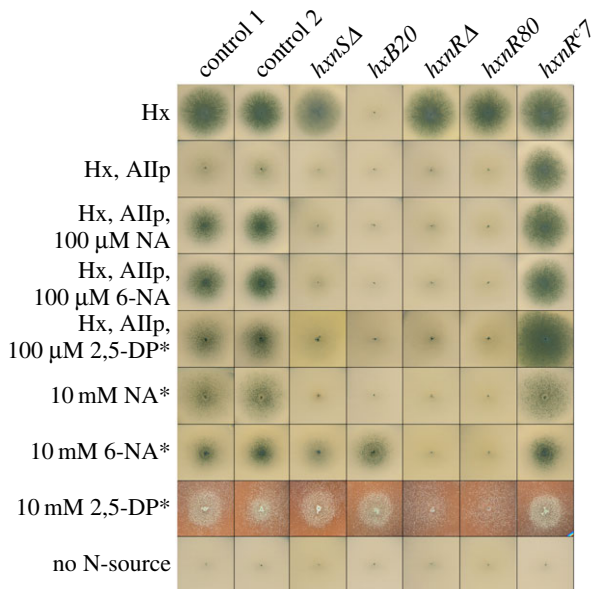 control 1 control 2 hxnSΔ hxB20 hxnRΔ hxnR80 hxnRᶜ7
Hx
Hx, AIIp
Hx, AIIp,
100 µM NA
Hx, AIIp,
100 µM 6-NA
Hx, AIIp,
100 µM 2,5-DP*
10 mM NA*
10 mM 6-NA*
10 mM 2,5-DP*
no N-source